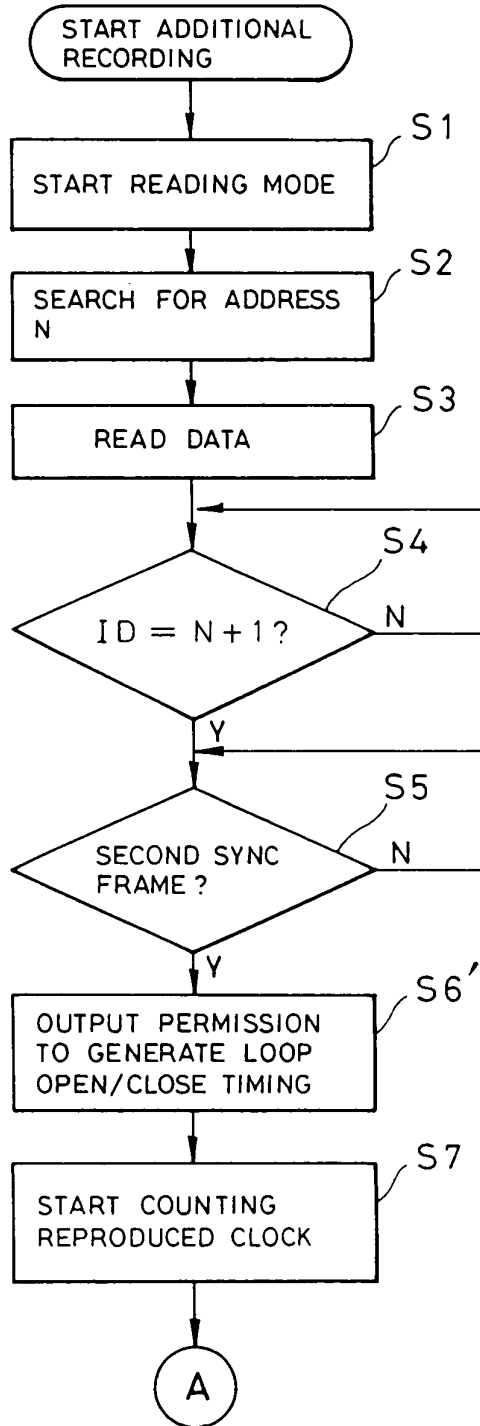 START ADDITIONAL
RECORDING
S1
START READING MODE
S2
SEARCH FOR ADDRESS
N
S3
READ DATA
S4
ID = N+1?
N
Y
S5
SECOND SYNC
FRAME?
N
Y
S6'
OUTPUT PERMISSION
TO GENERATE LOOP
OPEN/CLOSE TIMING
S7
START COUNTING
REPRODUCED CLOCK
A